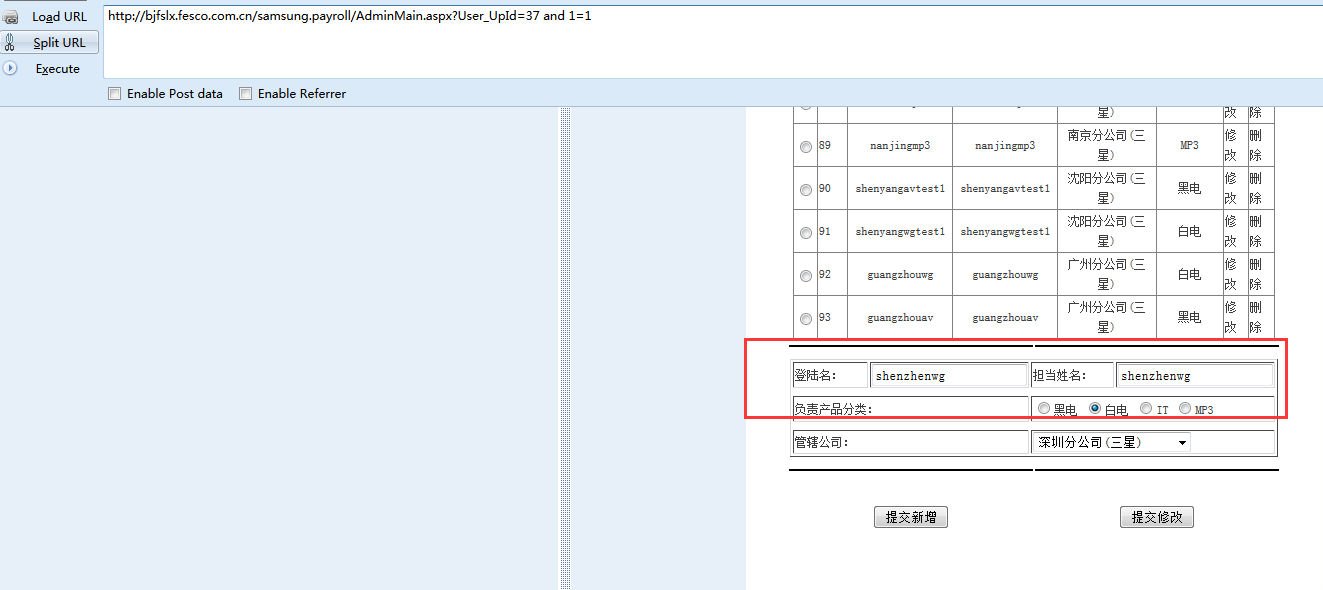 Load URL
http://bjfslx.fesco.com.cn/samsung.payroll/AdminMain.aspx?User_UpId=37 and 1=1
Split URL
Execute
Enable Post data Enable Referrer
星) 改 除
89 nanjingmp3 nanjingmp3 南京分公司(三 MP3 修 删
星) 改 除
90 shenyangavtest1 shenyangavtest1 沈阳分公司(三 黑电 修 删
星) 改 除
91 shenyangwgtest1 shenyangwgtest1 沈阳分公司(三 白电 修 删
星) 改 除
92 guangzhouwg guangzhouwg 广州分公司(三 白电 修 删
星) 改 除
93 guangzhouav guangzhouav 广州分公司(三 黑电 修 删
星) 改 除
登陆名: shenzhenwg 担当姓名: shenzhenwg
负责产品分类: 黑电 白电 IT MP3
管辖公司: 深圳分公司(三星)
提交新增 提交修改